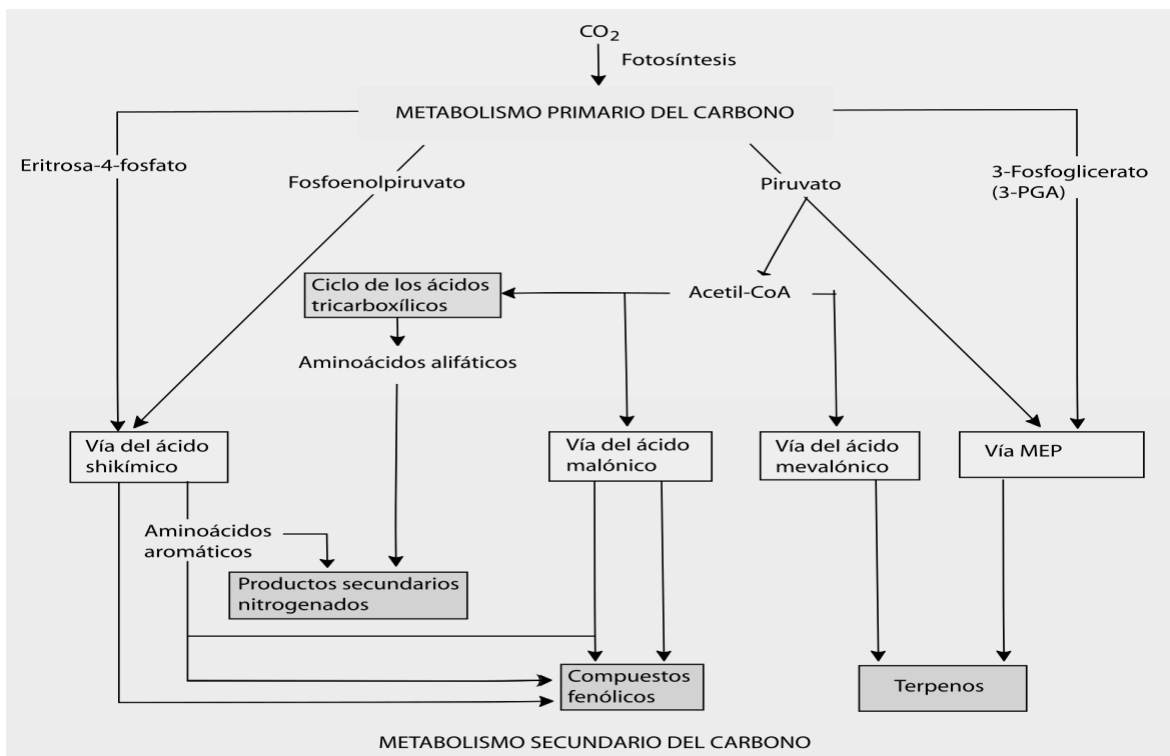 CO₂
Fotosíntesis
METABOLISMO PRIMARIO DEL CARBONO
Eritrosa-4-fosfato
Fosfoenolpiruvato
Piruvato
3-Fosfoglicerato
(3-PGA)
Ciclo de los ácidos
tricarboxílicos
Acetil-CoA
Aminoácidos alifáticos
Vía del ácido
shikímico
Vía del ácido
malónico
Vía del ácido
mevalónico
Vía MEP
Aminoácidos
aromáticos
Productos secundarios
nitrogenados
Compuestos
fenólicos
Terpenos
METABOLISMO SECUNDARIO DEL CARBONO